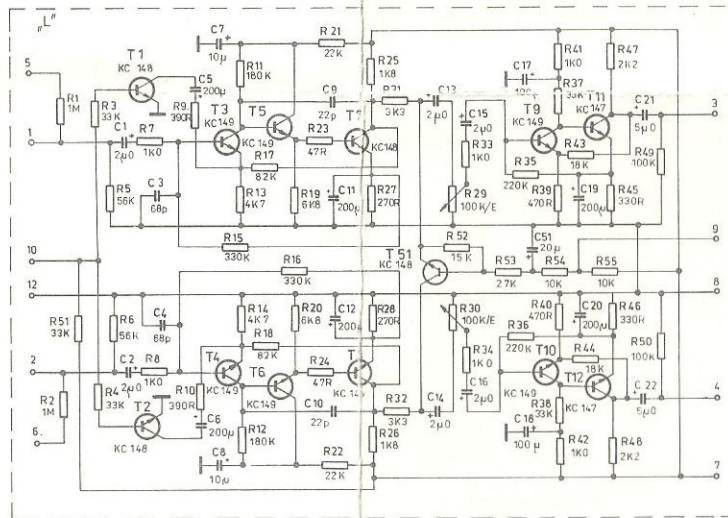 "L"
C7
10µ
R 21
22K
R11
180K
R25
1K8
C17
100µ
R41
1K0
R47
2K2
5
T1
KC 148
C5
200µ
R9
390R
R3
33K
R1
1M
C9
22p
R31
3K3
C13
2µ0
C15
2µ0
R37
33K
T11
KC147
T9
KC149
C21
5µ0
3
1
C1
2µ0
R7
1K0
T3
KC149
T5
KC 149
R23
47R
T7
KC148
R33
1K0
R43
18K
R49
100K
R17
82K
R35
220K
R5
56K
C 3
68p
R13
4K7
R19
6K8
C11
200µ
R27
270R
R29
100K/E
R39
470R
C19
200µ
R45
330R
R15
330K
R 52
15 K
C51
20µ
9
10
R16
330K
T 51
KC 148
R53
27K
R54
10K
R55
10K
8
12
R51
33K
R6
56K
C4
68p
R14
4K7
R18
82K
R20
6K8
C12
200µ
R28
270R
R30
100K/E
R40
470R
C20
200µ
R46
330R
R36
220K
R50
100K
2
C2
2µ0
R8
1K0
T4
KC149
T6
KC149
R24
47R
T
R34
1K0
T10
KC149
R44
18K
T12
KC 147
C 22
5µ0
4
R2
1M
R4
33K
T2
KC 148
R10
390R
C6
200µ
C10
22p
R32
3K3
C14
2µ0
C16
2µ0
R38
33K
6
R12
180K
R26
1K8
C18
100µ
R42
1K0
R48
2K2
C8
10µ
R22
22K
7